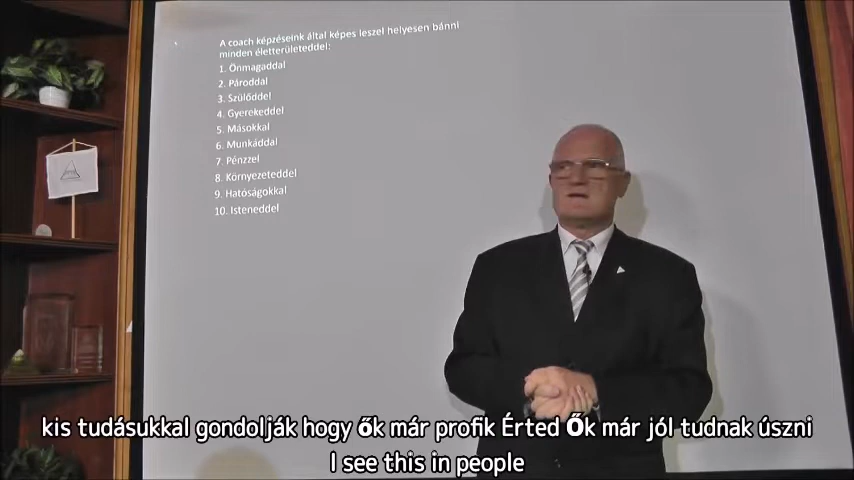 A coach képzéseink által képes leszel helyesen bánni
minden életterületeddel:
1. Önmagaddal
2. Pároddal
3. Szülőddel
4. Gyerekeddel
5. Másokkal
6. Munkáddal
7. Pénzzel
8. Környezeteddel
9. Hatóságokkal
10. Isteneddel
kis tudásukkal gondolják hogy ők már profik Érted Ők már jól tudnak úszni
I see this in people